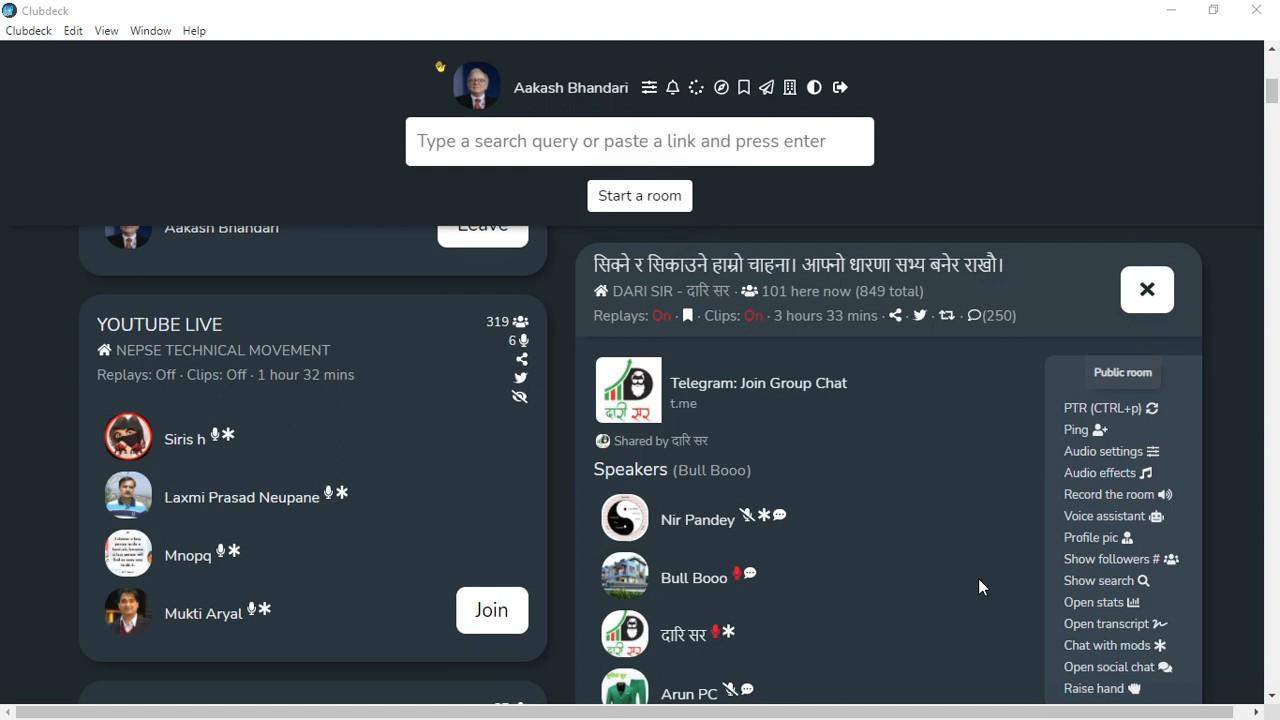 Clubdeck
Clubdeck Edit View Window Help
Aakash Bhandari
Type a search query or paste a link and press enter
Start a room
Aakash Bhandari
Leave
YOUTUBE LIVE
319
6
NEPSE TECHNICAL MOVEMENT
Replays: Off · Clips: Off · 1 hour 32 mins
Siris h
Laxmi Prasad Neupane
Mnopq
Mukti Aryal
Join
सिक्ने र सिकाउने हाम्रो चाहना। आफ्नो धारणा सभ्य बनेर राखौ।
DARI SIR - दारि सर · 101 here now (849 total)
Replays: On · Clips: On · 3 hours 33 mins · (250)
Telegram: Join Group Chat
t.me
Shared by दारि सर
Speakers (Bull Booo)
Nir Pandey
Bull Booo
दारि सर
दारि सर
Arun PC
Public room
PTR (CTRL+p)
Ping
Audio settings
Audio effects
Record the room
Voice assistant
Profile pic
Show followers #
Show search
Open stats
Open transcript
Chat with mods
Open social chat
Raise hand